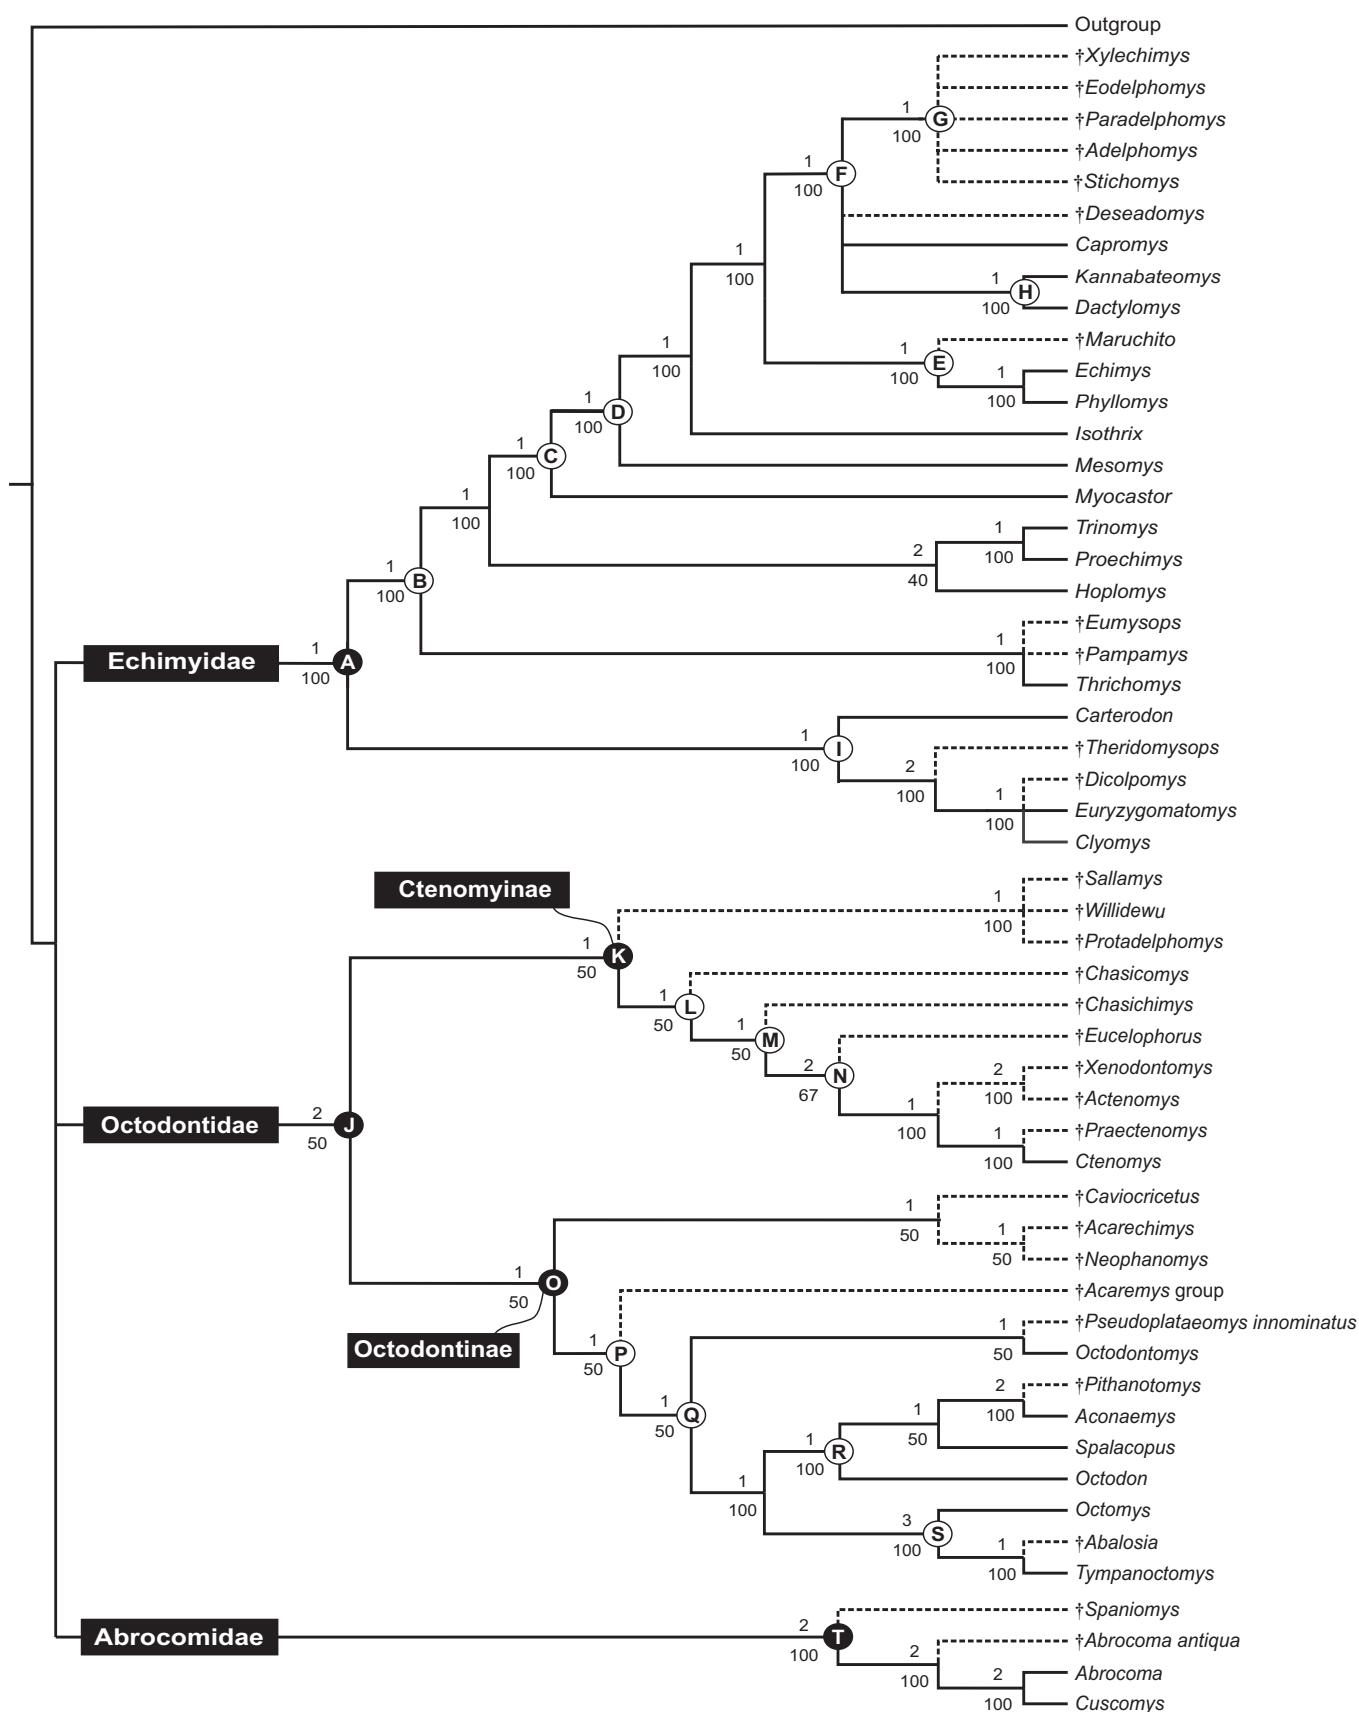 Outgroup
†Xylechimys
†Eodelphomys
1
G
100
†Paradelphomys
†Adelphomys
1
F
100
†Stichomys
†Deseadomys
1
100
Capromys
1
H
100
Kannabateomys
Dactylomys
1
E
100
†Maruchito
1
100
Echimys
1
100
Phyllomys
1
D
100
Isothrix
1
C
100
Mesomys
1
100
Myocastor
1
100
Trinomys
2
40
Proechimys
1
B
100
Hoplomys
†Eumysops
Echimyidae
1
A
100
1
100
†Pampamys
Thrichomys
1
I
100
Carterodon
2
100
†Theridomysops
1
100
†Dicolpomys
Euryzygomatomys
Clyomys
Ctenomyinae
1
100
†Sallamys
†Willidewu
1
K
50
†Protadelphomys
1
L
50
†Chasicomys
1
M
50
†Chasichimys
2
N
67
†Eucelophorus
2
100
†Xenodontomys
1
100
†Actenomys
Octodontidae
2
J
50
1
100
†Praectenomys
Ctenomys
1
50
†Caviocricetus
1
50
†Acarechimys
†Neophanomys
1
O
50
†Acaremys group
Octodontinae
1
P
50
1
50
†Pseudoplataeomys innominatus
Octodontomys
1
Q
50
2
100
†Pithanotomys
1
50
Aconaemys
1
R
100
Spalacopus
1
100
Octodon
3
S
100
Octomys
1
100
†Abalosia
Tympanoctomys
Abrocomidae
2
T
100
†Spaniomys
2
100
†Abrocoma antiqua
2
100
Abrocoma
Cuscomys